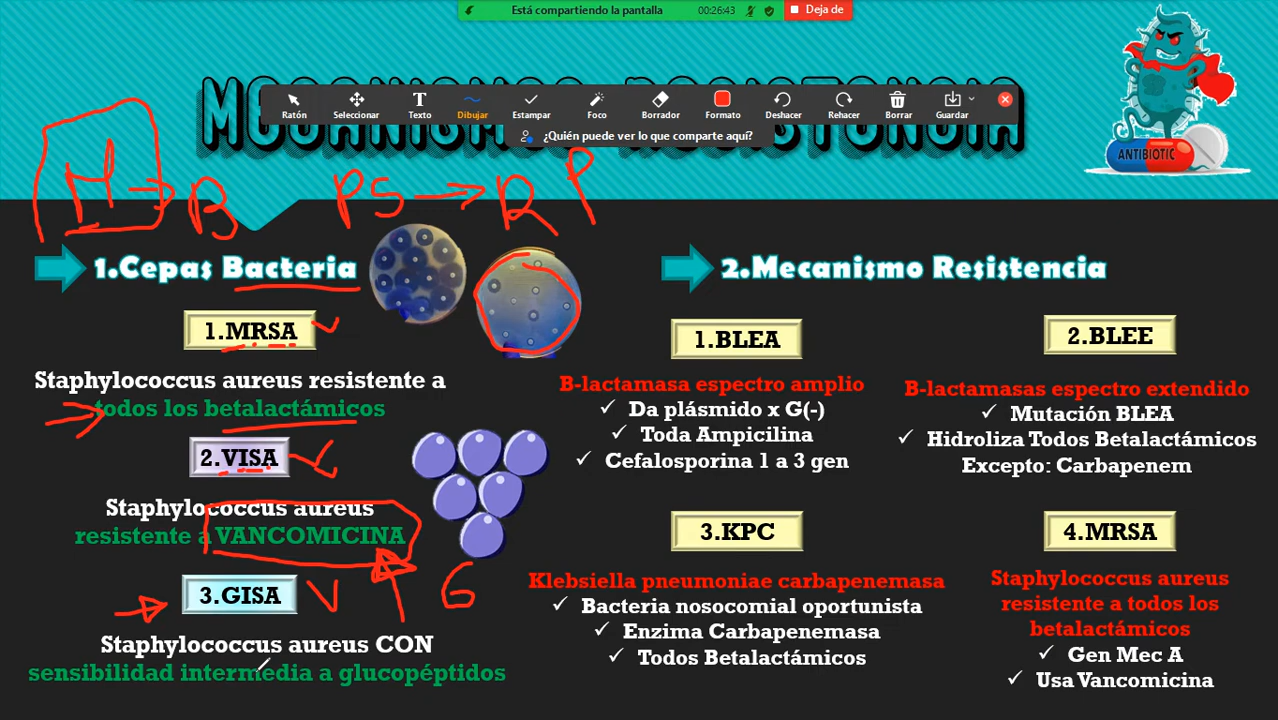 Está compartiendo la pantalla
00:26:43
Deja de
Ratón
Seleccionar
Texto
Dibujar
Estampar
Foco
Borrador
Formato
Deshacer
Rehacer
Borrar
Guardar
¿Quién puede ver lo que comparte aquí?
ANTIBIOTIC
H → B
PS → R P
1.Cepas Bacteria
1.MRSA
Staphylococcus aureus resistente a
todos los betalactámicos
2.VISA
Staphylococcus aureus
resistente a VANCOMICINA
G
3.GISA
Staphylococcus aureus CON
sensibilidad intermedia a glucopéptidos
2.Mecanismo Resistencia
1.BLEA
B-lactamasa espectro amplio
✓ Da plásmido x G(-)
✓ Toda Ampicilina
✓ Cefalosporina 1 a 3 gen
2.BLEE
B-lactamasas espectro extendido
✓ Mutación BLEA
✓ Hidroliza Todos Betalactámicos
Excepto: Carbapenem
3.KPC
Klebsiella pneumoniae carbapenemasa
✓ Bacteria nosocomial oportunista
✓ Enzima Carbapenemasa
✓ Todos Betalactámicos
4.MRSA
Staphylococcus aureus
resistente a todos los
betalactámicos
✓ Gen Mec A
✓ Usa Vancomicina